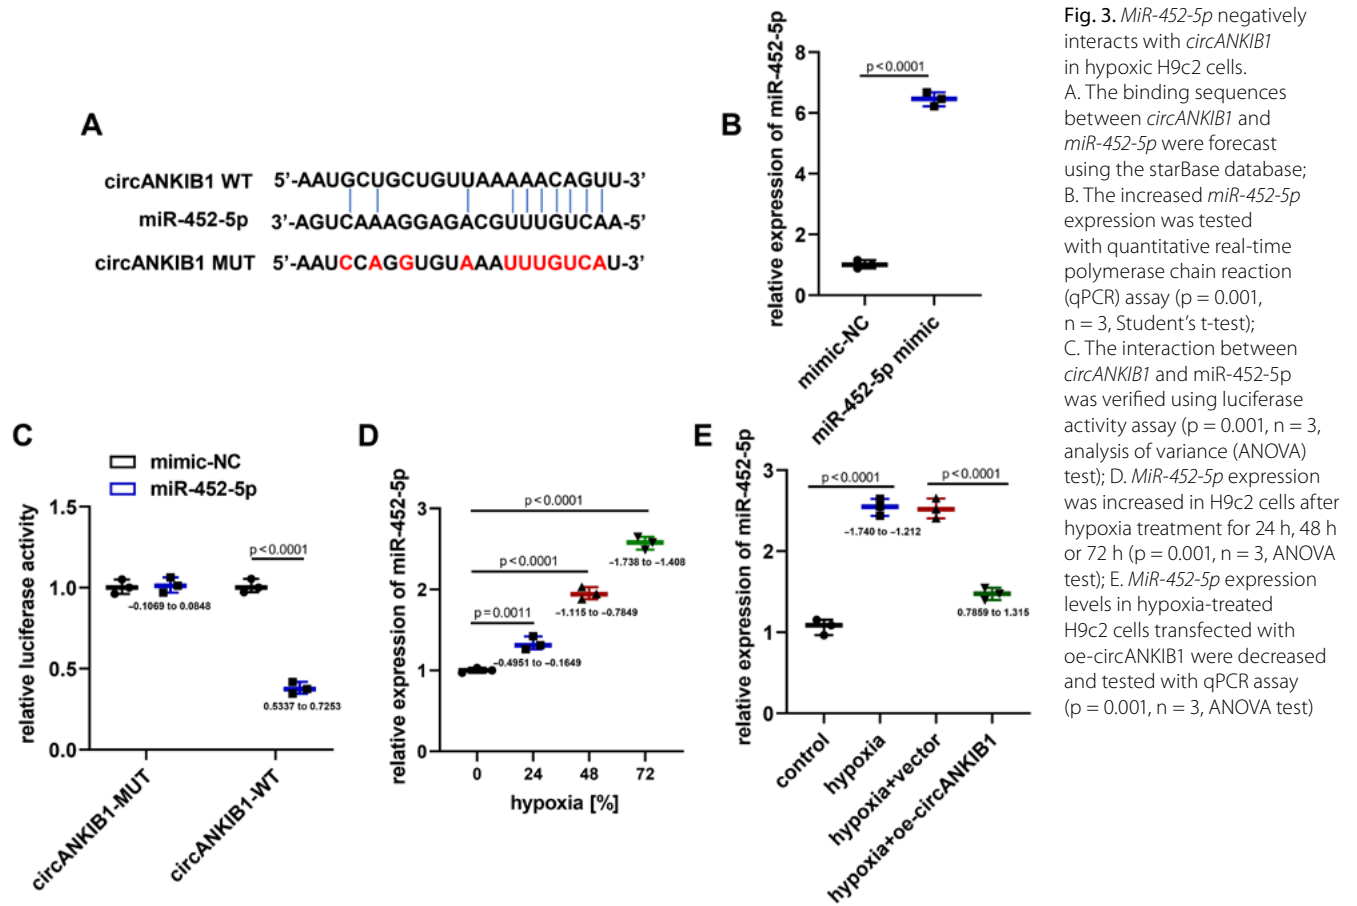 A
circANKIB1 WT 5'-AAUGCUGCUGUUAAAAACAGUU-3'
miR-452-5p 3'-AGUCAAAGGAGACGUUUGUCAA-5'
circANKIB1 MUT 5'-AAUCCAGGUGUAAAUUUGUCAU-3'
B
relative expression of miR-452-5p
8
6
4
2
0
p<0.0001
mimic-NC
miR-452-5p mimic
Fig. 3. MiR-452-5p negatively
interacts with circANKIB1
in hypoxic H9c2 cells.
A. The binding sequences
between circANKIB1 and
miR-452-5p were forecast
using the starBase database;
B. The increased miR-452-5p
expression was tested
with quantitative real-time
polymerase chain reaction
(qPCR) assay (p = 0.001,
n = 3, Student's t-test);
C. The interaction between
circANKIB1 and miR-452-5p
was verified using luciferase
activity assay (p = 0.001, n = 3,
analysis of variance (ANOVA)
test); D. MiR-452-5p expression
was increased in H9c2 cells after
hypoxia treatment for 24 h, 48 h
or 72 h (p = 0.001, n = 3, ANOVA
test); E. MiR-452-5p expression
levels in hypoxia-treated
H9c2 cells transfected with
oe-circANKIB1 were decreased
and tested with qPCR assay
(p = 0.001, n = 3, ANOVA test)
C
mimic-NC
miR-452-5p
relative luciferase activity
1.5
1.0
0.5
0.0
p<0.0001
−0.1069 to 0.0848
0.5337 to 0.7253
circANKIB1-MUT
circANKIB1-WT
D
relative expression of miR-452-5p
3
2
1
0
p<0.0001
p<0.0001
p=0.0011
−1.738 to −1.408
−1.115 to −0.7849
−0.4951 to −0.1649
0 24 48 72
hypoxia [%]
E
relative expression of miR-452-5p
3
2
1
0
p<0.0001
p<0.0001
−1.740 to −1.212
0.7859 to 1.315
control
hypoxia
hypoxia+vector
hypoxia+oe-circANKIB1